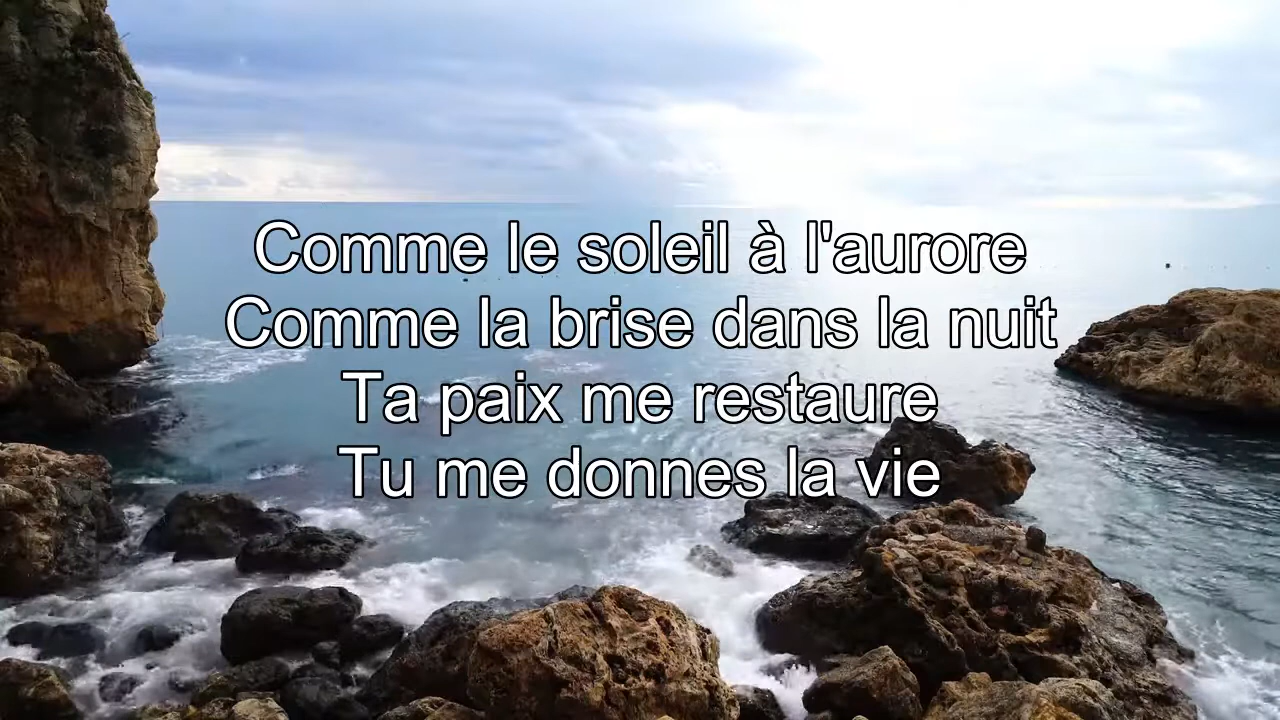 Comme le soleil à l'aurore
Comme la brise dans la nuit
Ta paix me restaure
Tu me donnes la vie